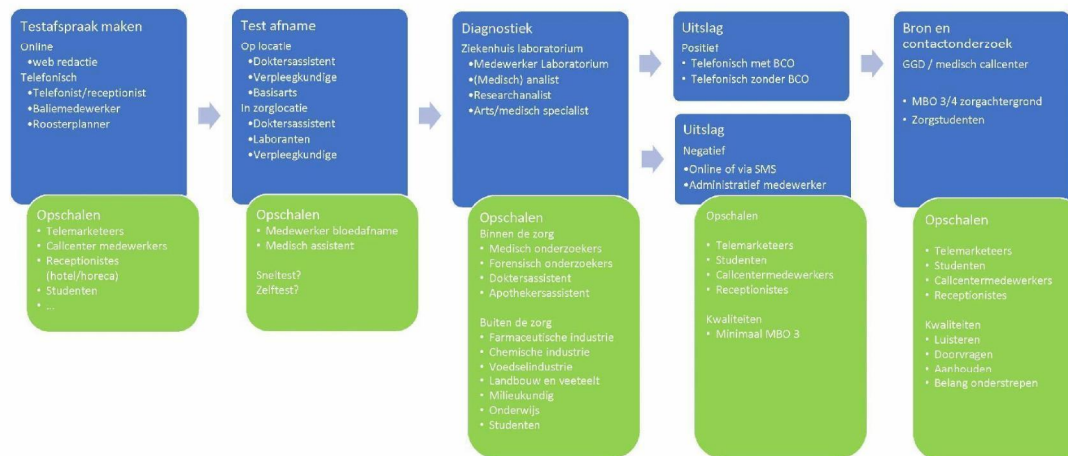 Testafspraak maken
Online
•web redactie
Telefonisch
•Telefonist/receptionist
•Baliemedewerker
•Roosterplanner
Opschalen
• Telemarketeers
• Callcenter medewerkers
• Receptionistes
(hotel/horeca)
• Studenten
• ...
Test afname
Op locatie
•Doktersassistent
•Verpleegkundige
•Basisarts
In zorglocatie
•Doktersassistent
•Laboranten
•Verpleegkundige
Opschalen
• Medewerker bloedafname
• Medisch assistent
Sneltest?
Zelftest?
Diagnostiek
Ziekenhuis laboratorium
•Medewerker Laboratorium
•(Medisch) analist
•Researchanalist
•Arts/medisch specialist
Opschalen
Binnen de zorg
• Medisch onderzoekers
• Forensisch onderzoekers
• Doktersassistent
• Apothekersassistent
Buiten de zorg
• Farmaceutische industrie
• Chemische industrie
• Voedselindustrie
• Landbouw en veeteelt
• Milieukundig
• Onderwijs
• Studenten
Uitslag
Positief
• Telefonisch met BCO
• Telefonisch zonder BCO
Uitslag
Negatief
•Online of via SMS
•Administratief medewerker
Opschalen
• Telemarketeers
• Studenten
• Callcentermedewerkers
• Receptionistes
Kwaliteiten
• Minimaal MBO 3
Bron en
contactonderzoek
GGD / medisch callcenter
• MBO 3/4 zorgachtergrond
• Zorgstudenten
Opschalen
• Telemarketeers
• Studenten
• Callcentermedewerkers
• Receptionistes
Kwaliteiten
• Luisteren
• Doorvragen
• Aanhouden
• Belang onderstrepen